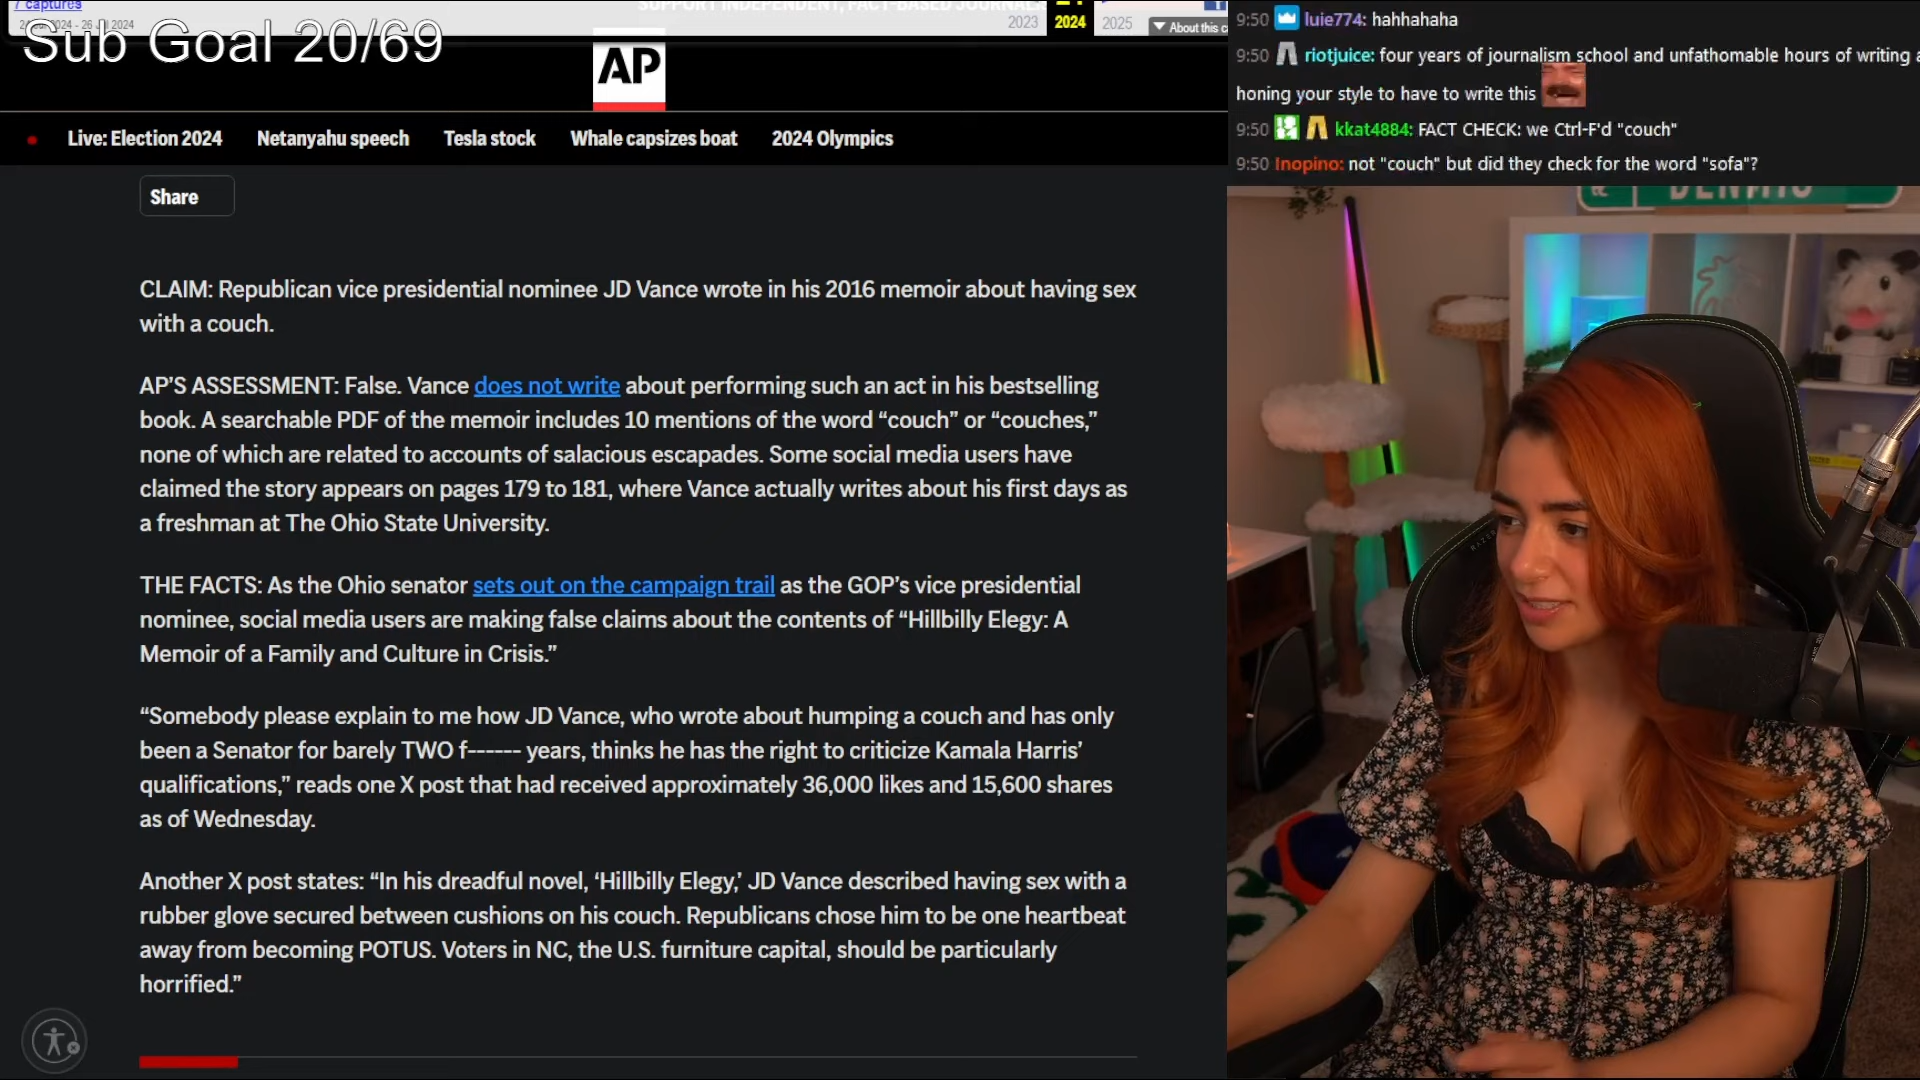 7 captures
SUPPORT INDEPENDENT, FACT-BASED JOURNAL
2023 2024 2025 About this c
Sub Goal 20/69
AP
Live: Election 2024 Netanyahu speech Tesla stock Whale capsizes boat 2024 Olympics
Share
CLAIM: Republican vice presidential nominee JD Vance wrote in his 2016 memoir about having sex
with a couch.
AP’S ASSESSMENT: False. Vance does not write about performing such an act in his bestselling
book. A searchable PDF of the memoir includes 10 mentions of the word “couch” or “couches,”
none of which are related to accounts of salacious escapades. Some social media users have
claimed the story appears on pages 179 to 181, where Vance actually writes about his first days as
a freshman at The Ohio State University.
THE FACTS: As the Ohio senator sets out on the campaign trail as the GOP’s vice presidential
nominee, social media users are making false claims about the contents of “Hillbilly Elegy: A
Memoir of a Family and Culture in Crisis.”
“Somebody please explain to me how JD Vance, who wrote about humping a couch and has only
been a Senator for barely TWO f------ years, thinks he has the right to criticize Kamala Harris’
qualifications,” reads one X post that had received approximately 36,000 likes and 15,600 shares
as of Wednesday.
Another X post states: “In his dreadful novel, ‘Hillbilly Elegy,’ JD Vance described having sex with a
rubber glove secured between cushions on his couch. Republicans chose him to be one heartbeat
away from becoming POTUS. Voters in NC, the U.S. furniture capital, should be particularly
horrified.”
9:50 luie774: hahhahaha
9:50 riotjuice: four years of journalism school and unfathomable hours of writing a
honing your style to have to write this
9:50 kkat4884: FACT CHECK: we Ctrl-F'd "couch"
9:50 Inopino: not "couch" but did they check for the word "sofa"?
RAZER